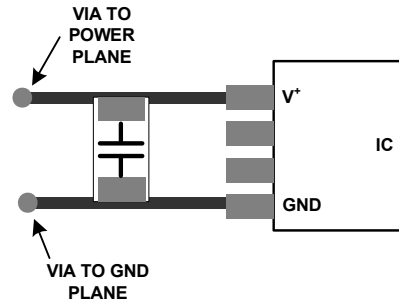 VIA TO
POWER
PLANE
V⁺
IC
GND
VIA TO GND
PLANE